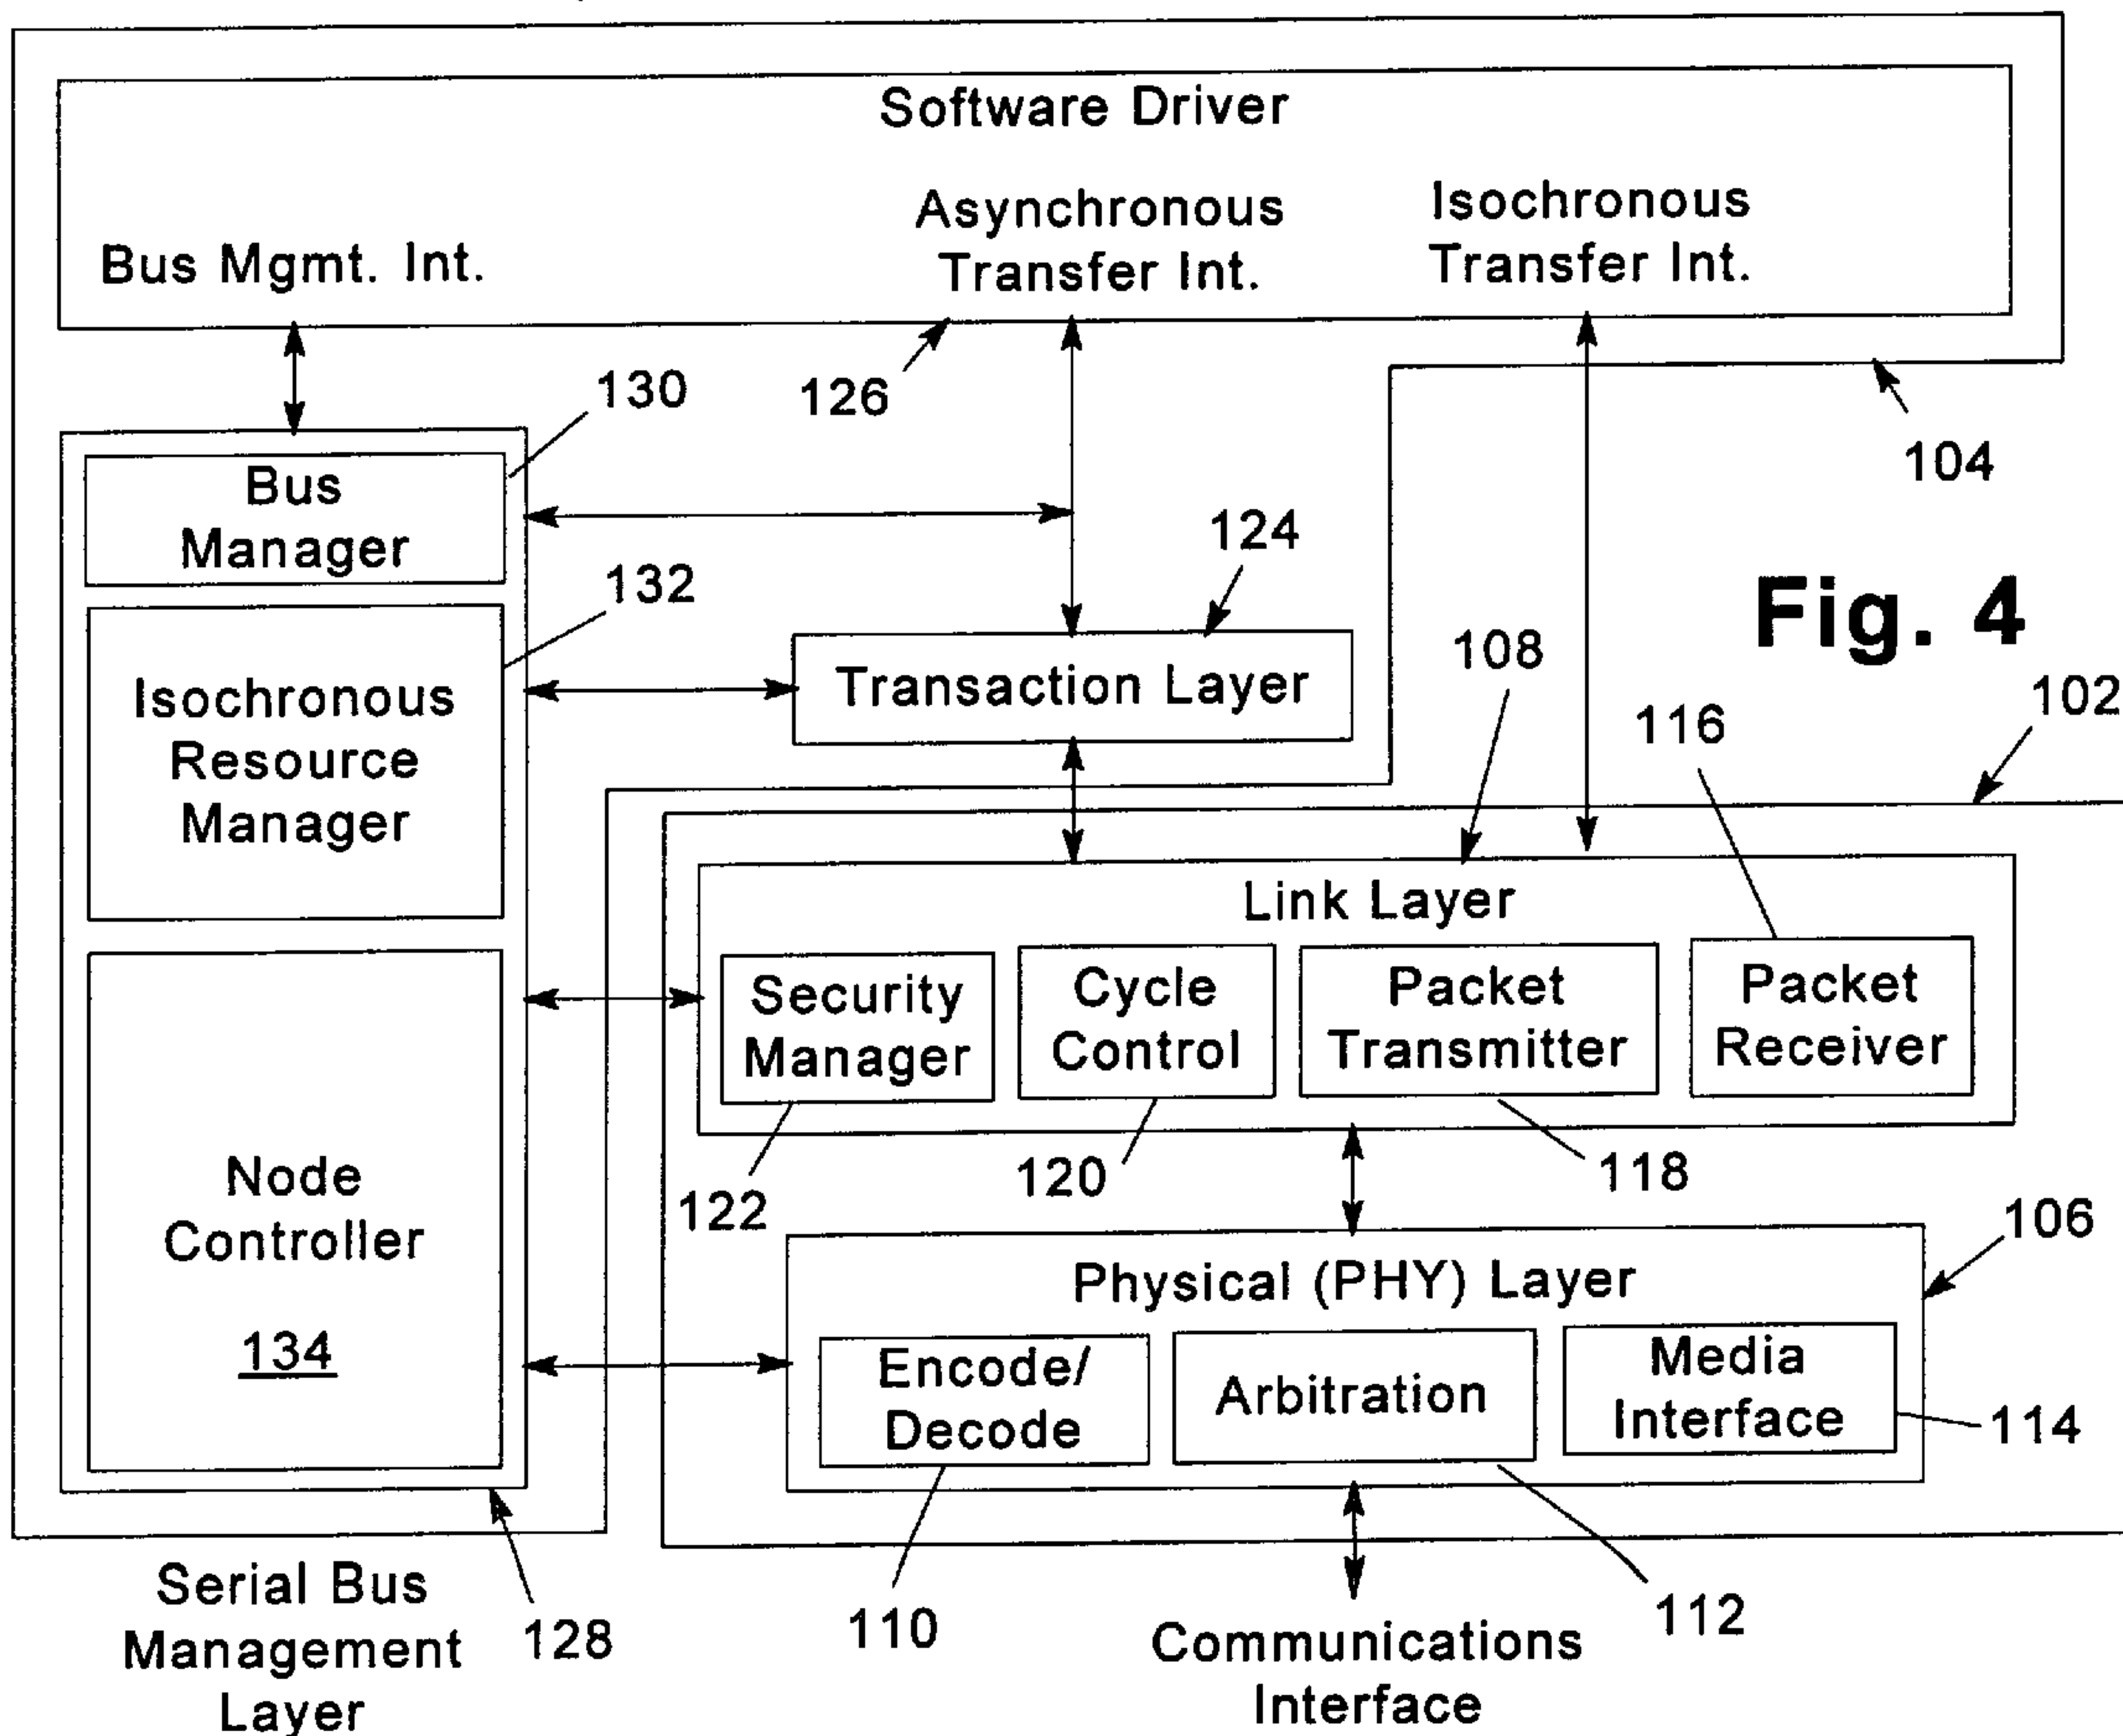 Software Driver
Bus Mgmt. Int.
Asynchronous
Transfer Int.
Isochronous
Transfer Int.
126
104
130
Bus
Manager
132
Isochronous
Resource
Manager
124
Transaction Layer
Fig. 4
108
116
102
Link Layer
Security
Manager
Cycle
Control
Packet
Transmitter
Packet
Receiver
122
120
118
Node
Controller
134
106
Physical (PHY) Layer
Encode/
Decode
Arbitration
Media
Interface
114
110
112
Serial Bus
Management
Layer
128
Communications
Interface